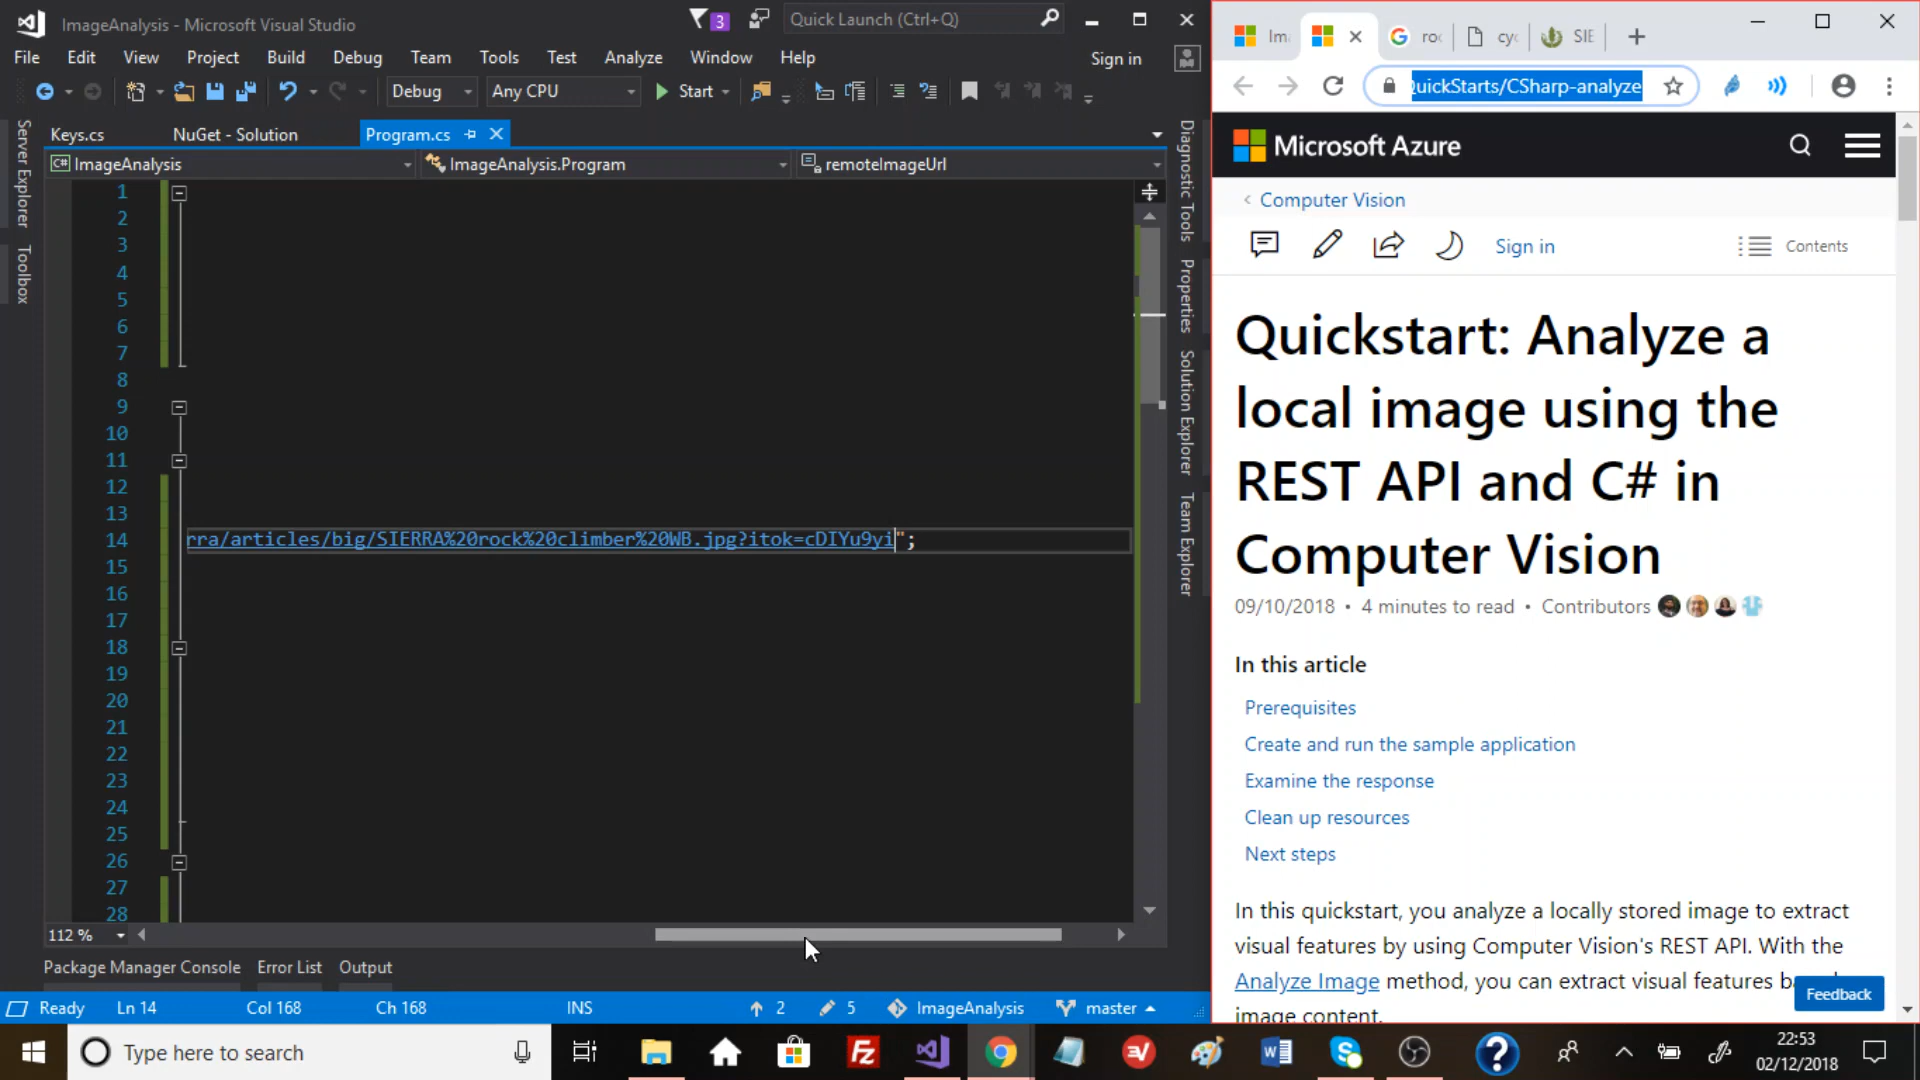 ImageAnalysis - Microsoft Visual Studio
3
Quick Launch (Ctrl+Q)
File Edit View Project Build Debug Team Tools Test Analyze Window Help
Sign in
Debug Any CPU Start
Keys.cs NuGet - Solution Program.cs
C# ImageAnalysis ImageAnalysis.Program remoteImageUrl
Server Explorer
Toolbox
1
2
3
4
5
6
7
8
9
10
11
12
13
14 rra/articles/big/SIERRA%20rock%20climber%20WB.jpg?itok=cDIYu9yi";
15
16
17
18
19
20
21
22
23
24
25
26
27
28
Diagnostic Tools
Properties
Solution Explorer
Team Explorer
112 %
Package Manager Console Error List Output
Ready Ln 14 Col 168 Ch 168 INS 2 5 ImageAnalysis master
Im roc cyc SIE
uickStarts/CSharp-analyze
Microsoft Azure
Computer Vision
Sign in Contents
Quickstart: Analyze a
local image using the
REST API and C# in
Computer Vision
09/10/2018 • 4 minutes to read • Contributors
In this article
Prerequisites
Create and run the sample application
Examine the response
Clean up resources
Next steps
In this quickstart, you analyze a locally stored image to extract
visual features by using Computer Vision's REST API. With the
Analyze Image method, you can extract visual features
image content.
Feedback
Type here to search
22:53
02/12/2018